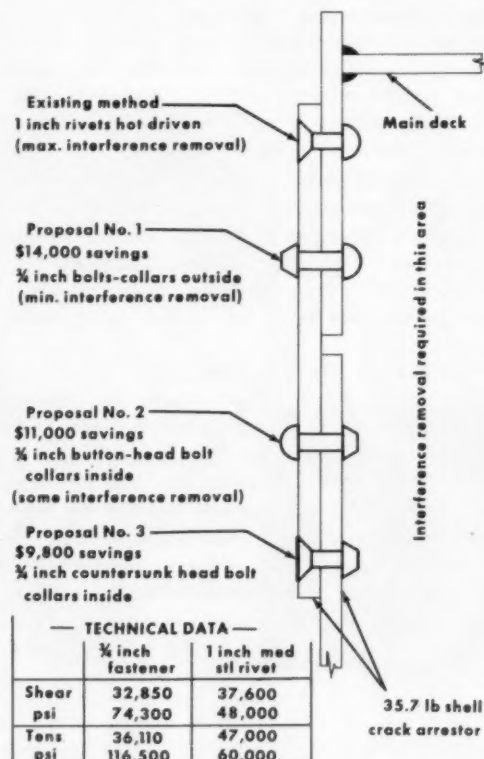 Existing method
1 inch rivets hot driven
(max. interference removal)
Main deck
Proposal No. 1
$14,000 savings
¾ inch bolts-collars outside
(min. interference removal)
Interference removal required in this area
Proposal No. 2
$11,000 savings
¾ inch button-head bolt
collars inside
(some interference removal)
Proposal No. 3
$9,800 savings
¾ inch countersunk head bolt
collars inside
— TECHNICAL DATA —
¾ inch fastener 1 inch med stl rivet
Shear 32,850 37,600
psi 74,300 48,000
Tens 36,110 47,000
psi 116,500 60,000
35.7 lb shell
crack arrestor